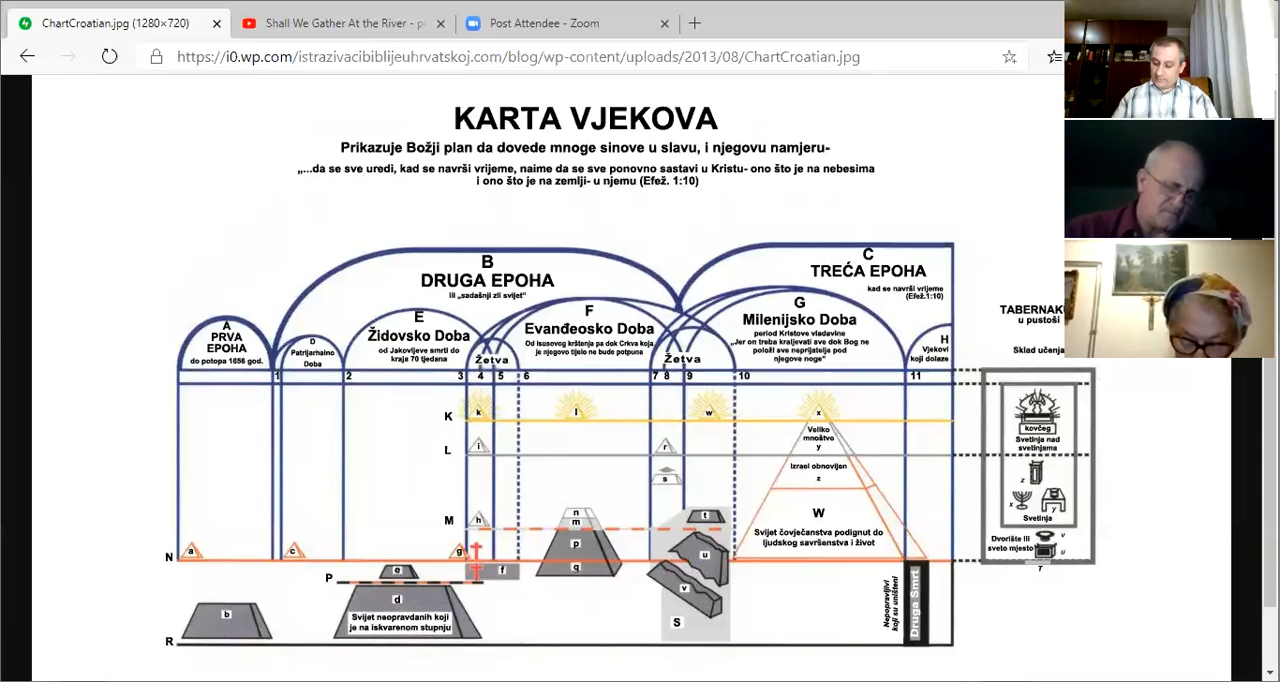 ChartCroatian.jpg (1280×720)
Shall We Gather At the River - p
Post Attendee - Zoom
https://i0.wp.com/istrazivacibiblijeuhrvatskoj.com/blog/wp-content/uploads/2013/08/ChartCroatian.jpg
KARTA VJEKOVA
Prikazuje Božji plan da dovede mnoge sinove u slavu, i njegovu namjeru-
„...da se sve uredi, kad se navrši vrijeme, naime da se sve ponovno sastavi u Kristu- ono što je na nebesima
i ono što je na zemlji- u njemu (Efež. 1:10)
B
DRUGA EPOHA
ili „sadašnji zli svijet"
C
TREĆA EPOHA
kad se navrši vrijeme
(Efež.1:10)
A
PRVA
EPOHA
do potopa 1656 god.
D
Patrijarhalno
Doba
E
Židovsko Doba
od Jakovljeve smrti do
kraja 70 tjedana
Žetva
F
Evanđeosko Doba
Od Isusovog krštenja pa dok Crkva koja
je njegovo tijelo ne bude potpuna
Žetva
G
Milenijsko Doba
period Kristove vladavine
„Jer on treba kraljevati sve dok Bog ne
položi sve neprijatelje pod
njegove noge"
H
Vjekovi
koji dolaze
TABERNAK
u pustoši
Sklad učenja
1 2 3 4 5 6 7 8 9 10 11
K
k l w x
Veliko
mnoštvo
y
L
i r
s
Izrael obnovljen
z
M
h n
m
t
W
Svijet čovječanstva podignut do
ljudskog savršenstva i život
N
a c g p u
q
P
e f v
b d
Svijet neopravdanih koji
je na iskvarenom stupnju
S
R
Nepopravljivi
koji su uništeni
Druga Smrt
kovčeg
Svetinja nad
svetinjama
z
x y
Svetinja
Dvorište ili
sveto mjesto
v
u
T